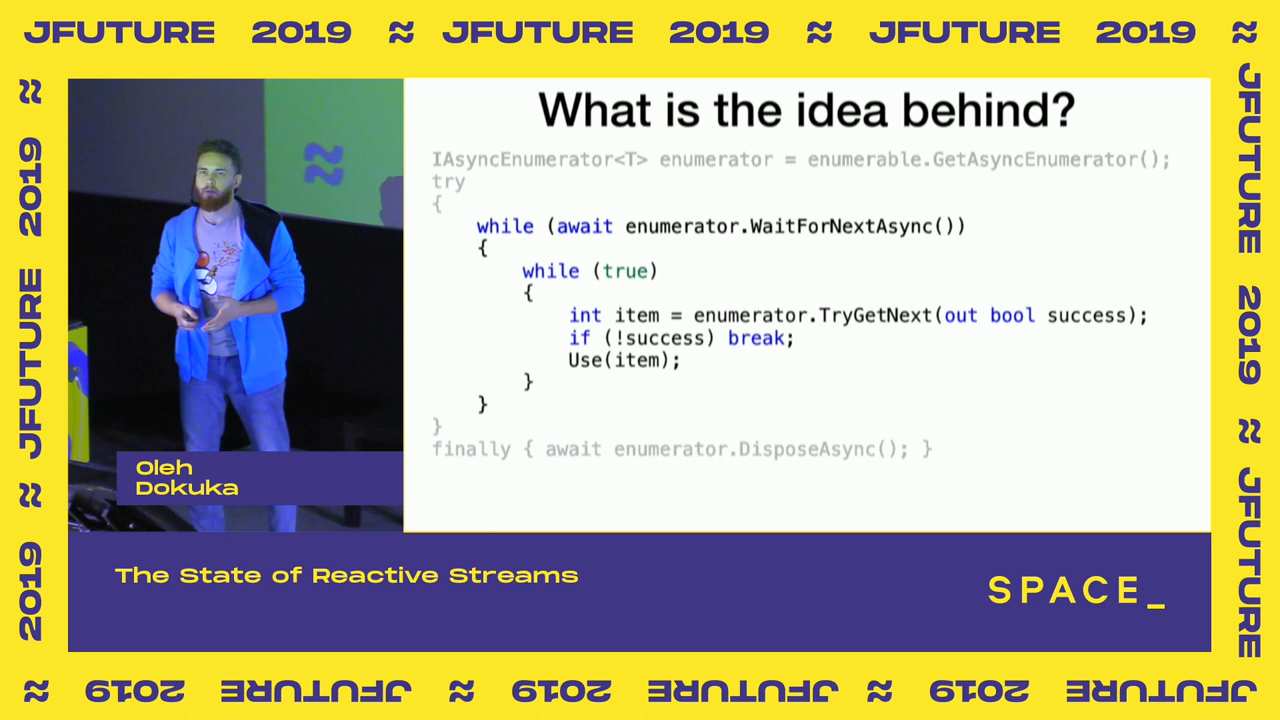 JFUTURE 2019 ≈ JFUTURE 2019 ≈ JFUTURE 2019 ≈
JFUTURE 2019 ≈ JFUTURE
2019 ≈ JFUTURE 2019 ≈
What is the idea behind?
IAsyncEnumerator<T> enumerator = enumerable.GetAsyncEnumerator();
try
{
while (await enumerator.WaitForNextAsync())
{
while (true)
{
int item = enumerator.TryGetNext(out bool success);
if (!success) break;
Use(item);
}
}
}
finally { await enumerator.DisposeAsync(); }
Oleh
Dokuka
The State of Reactive Streams
SPACE_
JFUTURE 2019 ≈ JFUTURE 2019 ≈ JFUTURE 2019 ≈